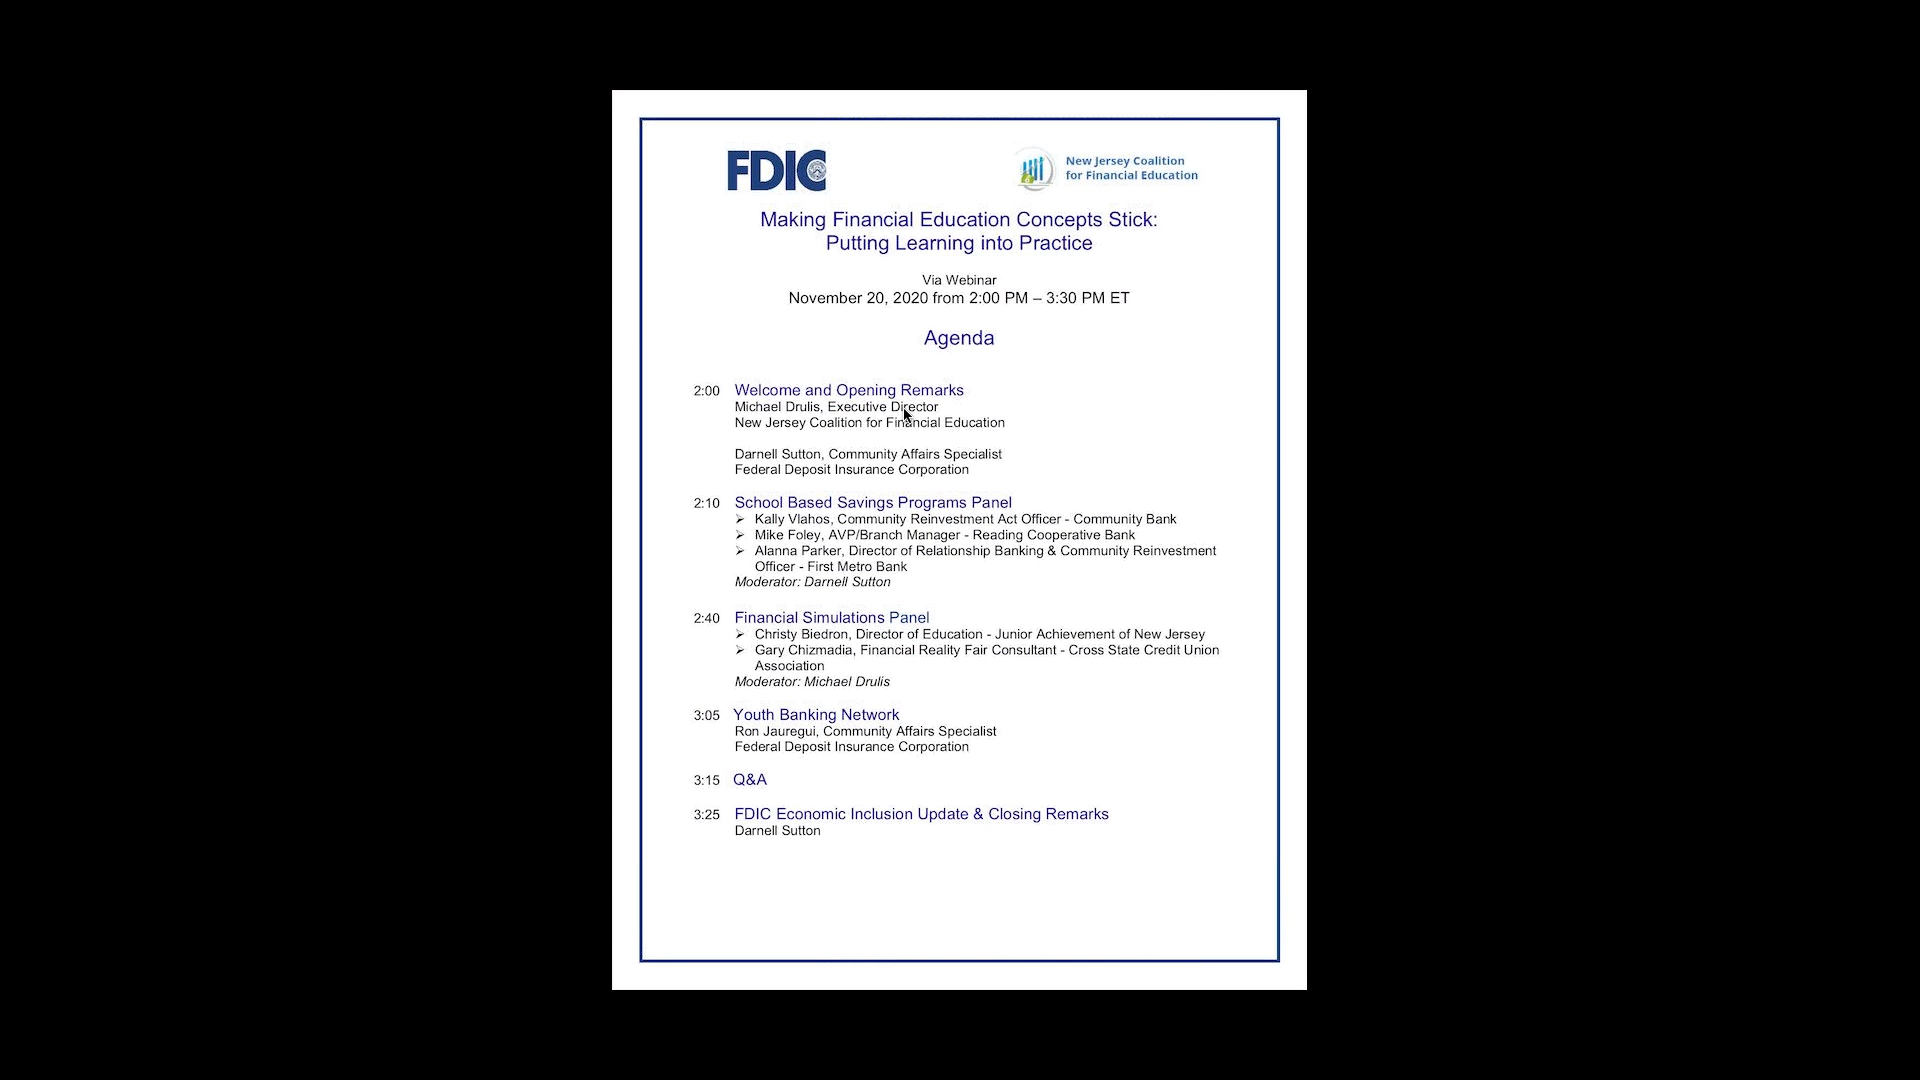 FDIC
New Jersey Coalition
for Financial Education
Making Financial Education Concepts Stick:
Putting Learning into Practice
Via Webinar
November 20, 2020 from 2:00 PM – 3:30 PM ET
Agenda
2:00 Welcome and Opening Remarks
Michael Drulis, Executive Director
New Jersey Coalition for Financial Education
Darnell Sutton, Community Affairs Specialist
Federal Deposit Insurance Corporation
2:10 School Based Savings Programs Panel
➢ Kally Vlahos, Community Reinvestment Act Officer - Community Bank
➢ Mike Foley, AVP/Branch Manager - Reading Cooperative Bank
➢ Alanna Parker, Director of Relationship Banking & Community Reinvestment
Officer - First Metro Bank
Moderator: Darnell Sutton
2:40 Financial Simulations Panel
➢ Christy Biedron, Director of Education - Junior Achievement of New Jersey
➢ Gary Chizmadia, Financial Reality Fair Consultant - Cross State Credit Union
Association
Moderator: Michael Drulis
3:05 Youth Banking Network
Ron Jauregui, Community Affairs Specialist
Federal Deposit Insurance Corporation
3:15 Q&A
3:25 FDIC Economic Inclusion Update & Closing Remarks
Darnell Sutton